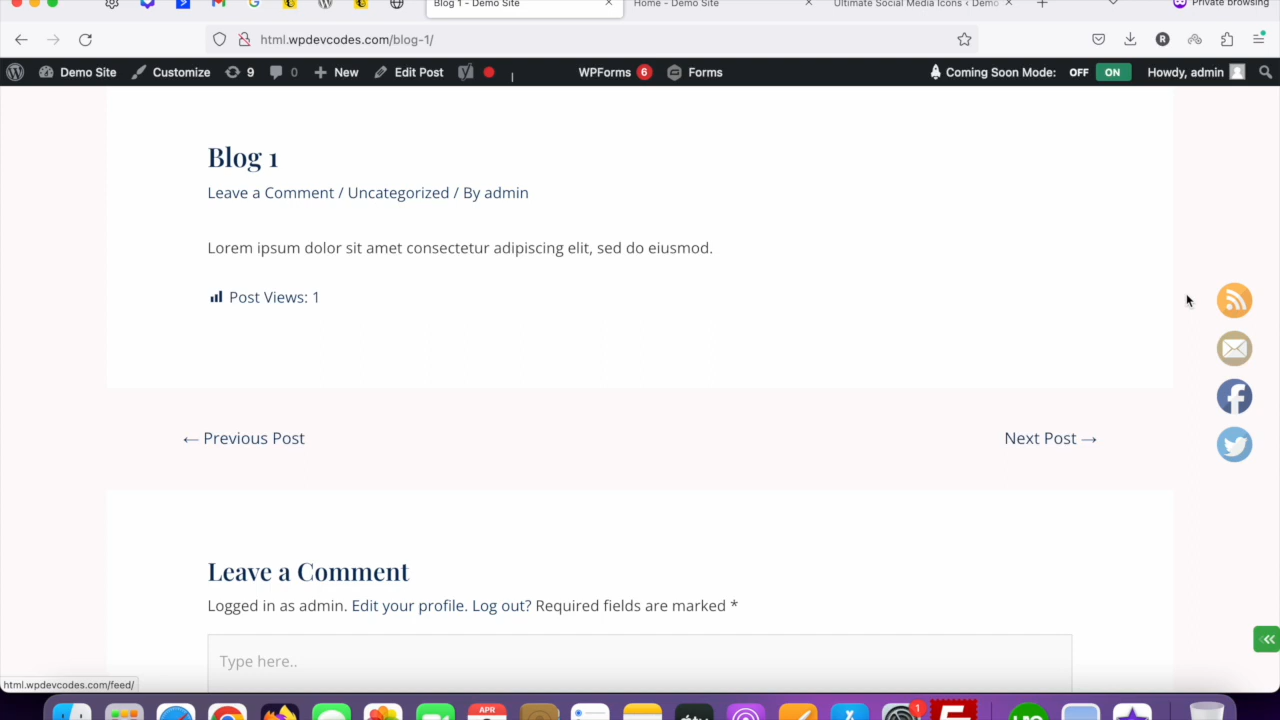 Blog 1 - Demo Site
Home - Demo Site
Ultimate Social Media Icons ‹ Demo
Private browsing
html.wpdevcodes.com/blog-1/
Demo Site
Customize
9
0
New
Edit Post
WPForms 6
Forms
Coming Soon Mode: OFF ON
Howdy, admin
Blog 1
Leave a Comment / Uncategorized / By admin
Lorem ipsum dolor sit amet consectetur adipiscing elit, sed do eiusmod.
Post Views: 1
← Previous Post
Next Post →
Leave a Comment
Logged in as admin. Edit your profile. Log out? Required fields are marked *
Type here..
html.wpdevcodes.com/feed/
APR
1